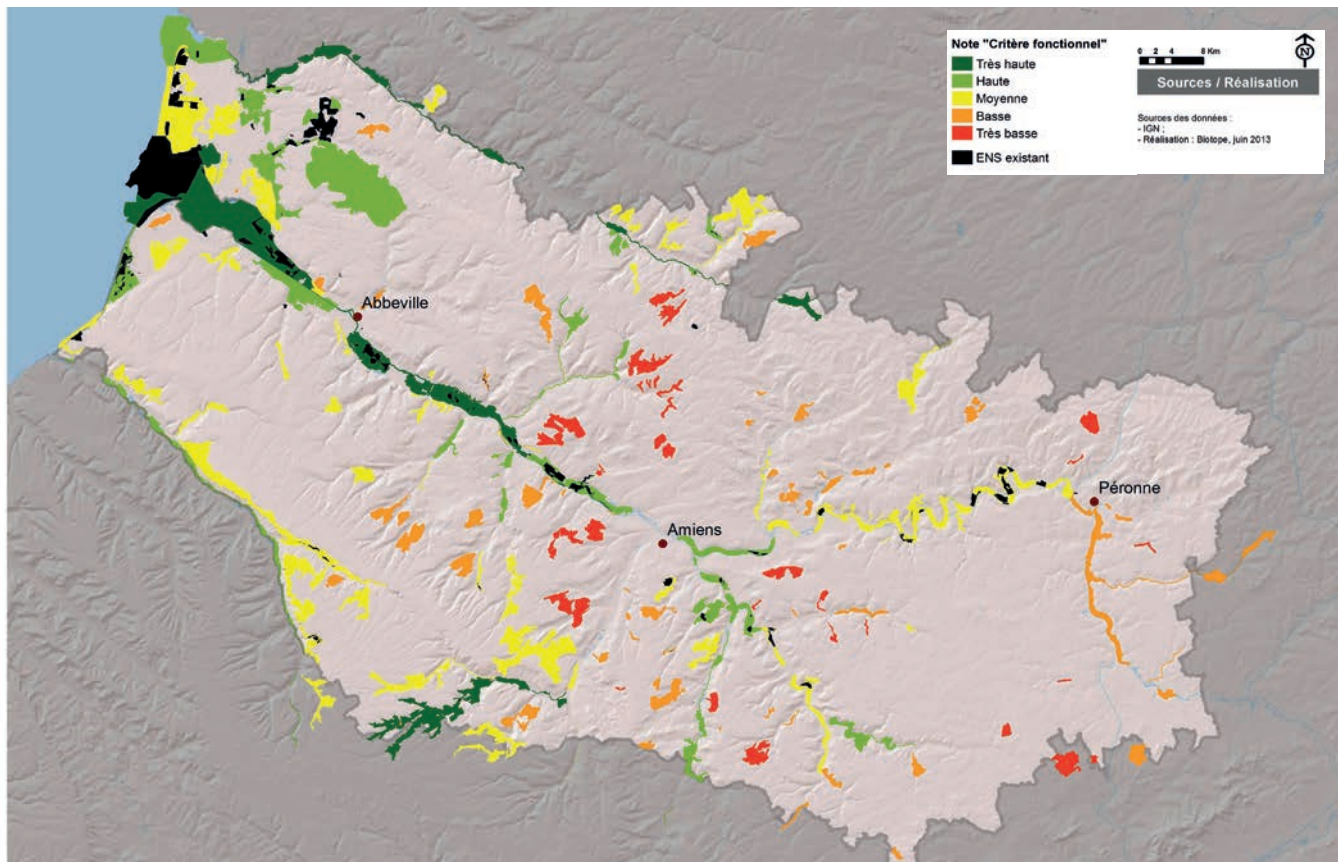 Note "Critère fonctionnel"
Très haute
Haute
Moyenne
Basse
Très basse
ENS existant
0 2 4 8 Km
N
Sources / Réalisation
Sources des données :
- IGN ;
- Réalisation : Biotope, juin 2013
Abbeville
Péronne
Amiens